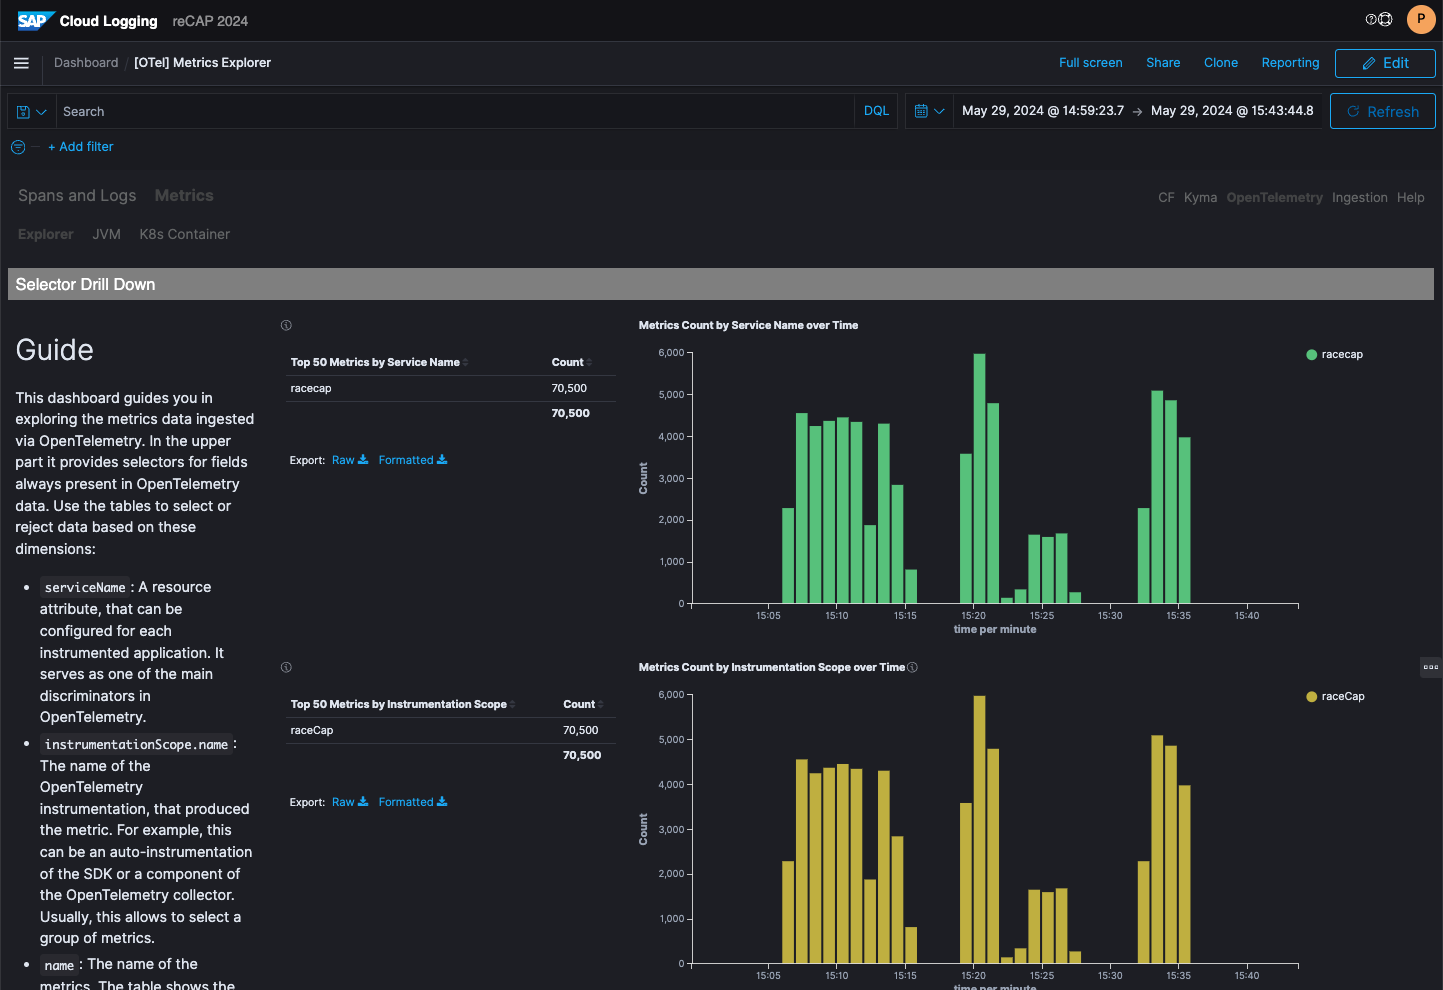 SAP Cloud Logging reCAP 2024
P
Dashboard / [OTel] Metrics Explorer
Full screen Share Clone Reporting Edit
Search DQL May 29, 2024 @ 14:59:23.7 → May 29, 2024 @ 15:43:44.8 Refresh
+ Add filter
Spans and Logs Metrics
CF Kyma OpenTelemetry Ingestion Help
Explorer JVM K8s Container
Selector Drill Down
Guide
This dashboard guides you in
exploring the metrics data ingested
via OpenTelemetry. In the upper
part it provides selectors for fields
always present in OpenTelemetry
data. Use the tables to select or
reject data based on these
dimensions:
• serviceName : A resource
attribute, that can be
configured for each
instrumented application. It
serves as one of the main
discriminators in
OpenTelemetry.
• instrumentationScope.name :
The name of the
OpenTelemetry
instrumentation, that produced
the metric. For example, this
can be an auto-instrumentation
of the SDK or a component of
the OpenTelemetry collector.
Usually, this allows to select a
group of metrics.
• name : The name of the
metrics. The table shows the
Top 50 Metrics by Service Name Count
racecap 70,500
70,500
Export: Raw Formatted
Metrics Count by Service Name over Time
6,000
5,000
4,000
3,000
2,000
1,000
0
Count
15:05 15:10 15:15 15:20 15:25 15:30 15:35 15:40
time per minute
racecap
Top 50 Metrics by Instrumentation Scope Count
raceCap 70,500
70,500
Export: Raw Formatted
Metrics Count by Instrumentation Scope over Time
6,000
5,000
4,000
3,000
2,000
1,000
0
Count
15:05 15:10 15:15 15:20 15:25 15:30 15:35 15:40
time per minute
raceCap